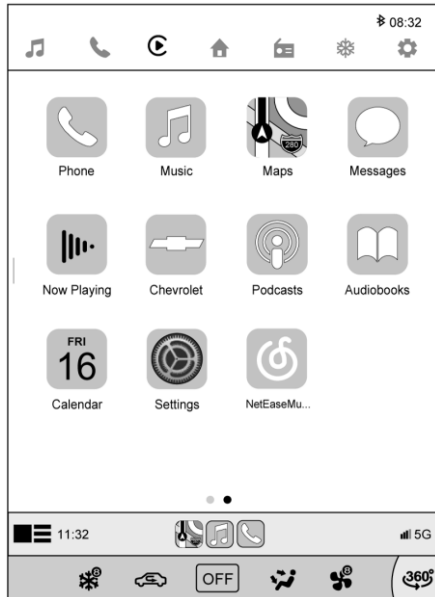 08:32
280
Phone Music Maps Messages
Now Playing Chevrolet Podcasts Audiobooks
FRI
16
Calendar Settings NetEaseMu...
11:32 5G
OFF 360°